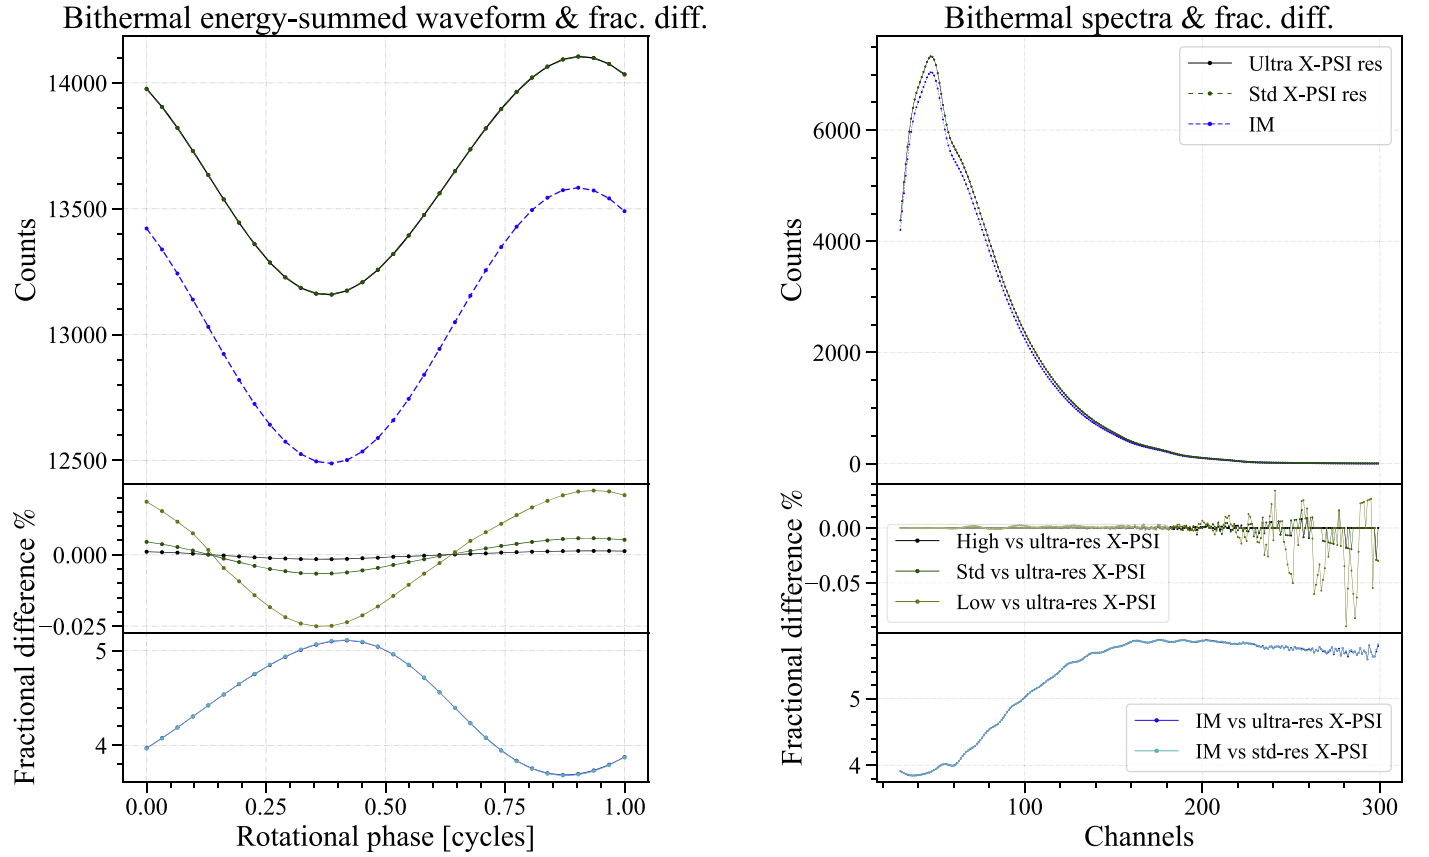 Bithermal energy-summed waveform & frac. diff.
14000
13500
13000
12500
Counts
0.000
−0.025
5
4
Fractional difference %
0.00
0.25
0.50
0.75
1.00
Rotational phase [cycles]
Bithermal spectra & frac. diff.
Ultra X-PSI res
Std X-PSI res
IM
6000
4000
2000
0
Counts
0.00
−0.05
High vs ultra-res X-PSI
Std vs ultra-res X-PSI
Low vs ultra-res X-PSI
5
4
Fractional difference %
IM vs ultra-res X-PSI
IM vs std-res X-PSI
100
200
300
Channels